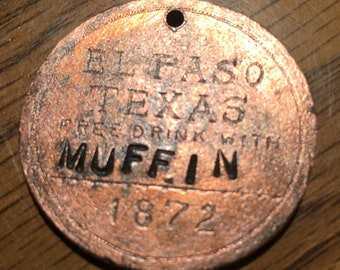 EL PASO
TEXAS
FREE DRINK WITH
MUFFIN
1872